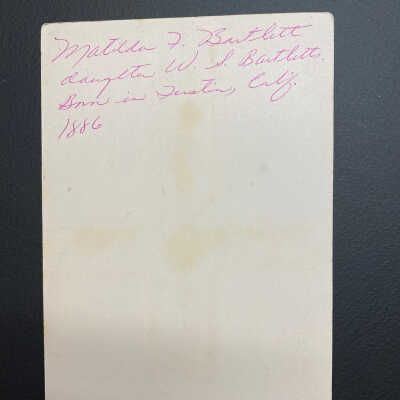 Matilda F. Bartlett
daughter W. S. Bartlett.
Born in Tustin, Calif.
1886